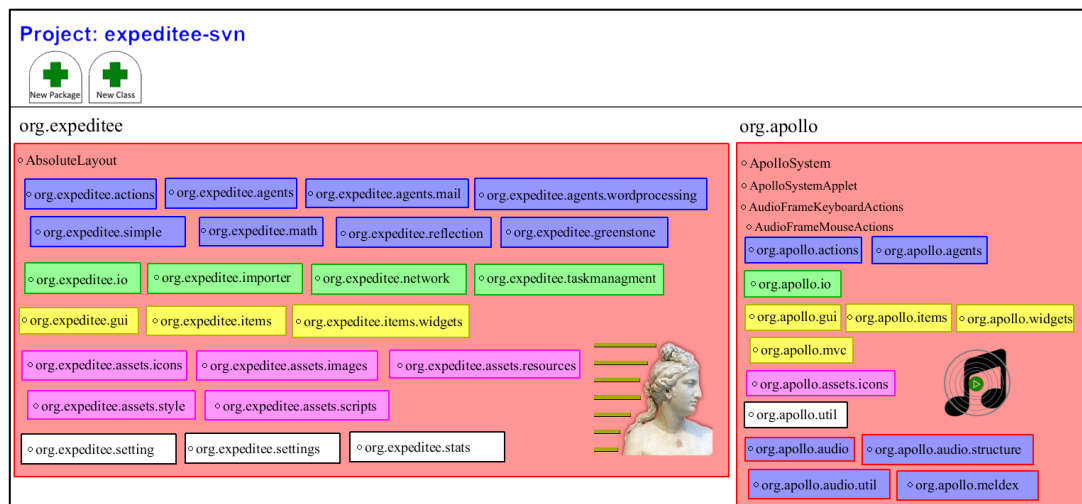 Project: expeditee-svn
New Package
New Class
org.expeditee
AbsoluteLayout
org.expeditee.actions
org.expeditee.agents
org.expeditee.agents.mail
org.expeditee.agents.wordprocessing
org.expeditee.simple
org.expeditee.math
org.expeditee.reflection
org.expeditee.greenstone
org.expeditee.io
org.expeditee.importer
org.expeditee.network
org.expeditee.taskmanagment
org.expeditee.gui
org.expeditee.items
org.expeditee.items.widgets
org.expeditee.assets.icons
org.expeditee.assets.images
org.expeditee.assets.resources
org.expeditee.assets.style
org.expeditee.assets.scripts
org.expeditee.setting
org.expeditee.settings
org.expeditee.stats
org.apollo
ApolloSystem
ApolloSystemApplet
AudioFrameKeyboardActions
AudioFrameMouseActions
org.apollo.actions
org.apollo.agents
org.apollo.io
org.apollo.gui
org.apollo.items
org.apollo.widgets
org.apollo.mvc
org.apollo.assets.icons
org.apollo.util
org.apollo.audio
org.apollo.audio.structure
org.apollo.audio.util
org.apollo.meldex